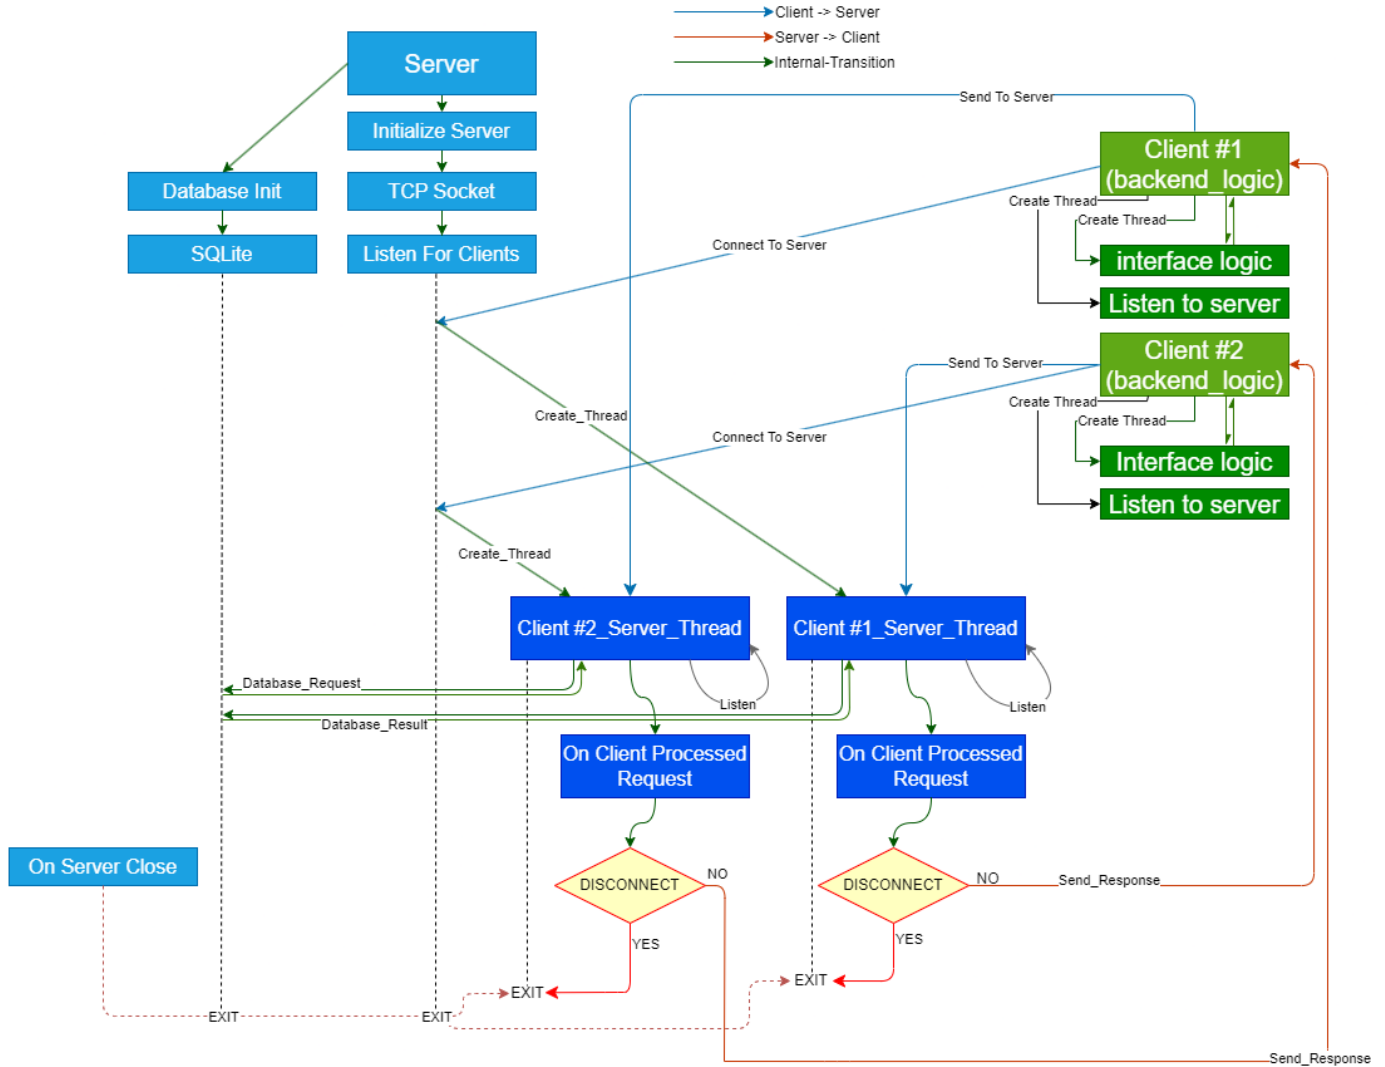 Client -> Server
Server -> Client
Internal-Transition
Server
Initialize Server
Database Init
TCP Socket
SQLite
Listen For Clients
Send To Server
Client #1
(backend_logic)
Create Thread
Create Thread
Connect To Server
interface logic
Listen to server
Client #2
(backend_logic)
Send To Server
Create Thread
Create_Thread
Create Thread
Connect To Server
Interface logic
Listen to server
Create_Thread
Client #2_Server_Thread
Client #1_Server_Thread
Database_Request
Listen
Listen
Database_Result
On Client Processed
Request
On Client Processed
Request
On Server Close
DISCONNECT
NO
DISCONNECT
NO
Send_Response
YES
YES
EXIT
EXIT
EXIT
EXIT
Send_Response